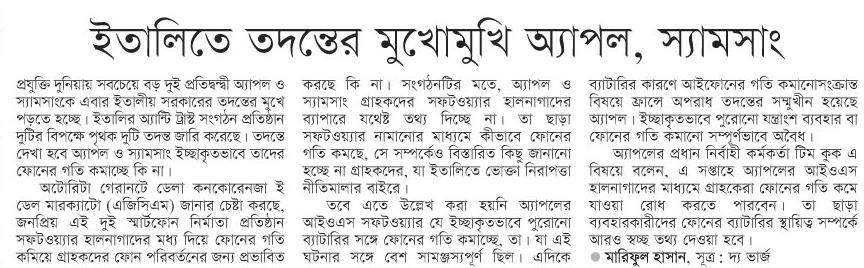 ইতালিতে তদন্তের মুখোমুখি অ্যাপল, স্যামসাং
প্রযুক্তি দুনিয়ায় সবচেয়ে বড় দুই প্রতিদ্বন্দ্বী অ্যাপল ও
স্যামসাংকে এবার ইতালীয় সরকারের তদন্তের মুখে
পড়তে হচ্ছে। ইতালির অ্যান্টি ট্রাস্ট সংগঠন প্রতিষ্ঠান
দুটির বিপক্ষে পৃথক দুটি তদন্ত জারি করেছে। তদন্তে
দেখা হবে অ্যাপল ও স্যামসাং ইচ্ছাকৃতভাবে তাদের
ফোনের গতি কমাচ্ছে কি না।
অটোরিটা গেরানটে ডেলা কনকোরেনজা ই
ডেল মারক্যাটো (এজিসিএম) জানার চেষ্টা করছে,
জনপ্রিয় এই দুই স্মার্টফোন নির্মাতা প্রতিষ্ঠান
সফটওয়্যার হালনাগাদের মধ্য দিয়ে ফোনের গতি
কমিয়ে গ্রাহকদের ফোন পরিবর্তনের জন্য প্রভাবিত
করছে কি না। সংগঠনটির মতে, অ্যাপল ও
স্যামসাং গ্রাহকদের সফটওয়্যার হালনাগাদের
ব্যাপারে যথেষ্ট তথ্য দিচ্ছে না। তা ছাড়া
সফটওয়্যার নামানোর মাধ্যমে কীভাবে ফোনের
গতি কমছে, সে সম্পর্কেও বিস্তারিত কিছু জানানো
হচ্ছে না গ্রাহকদের, যা ইতালিতে ভোক্তা নিরাপত্তা
নীতিমালার বাইরে।
তবে এতে উল্লেখ করা হয়নি অ্যাপলের
আইওএস সফটওয়্যার যে ইচ্ছাকৃতভাবে পুরোনো
ব্যাটারির সঙ্গে ফোনের গতি কমাচ্ছে, তা। যা এই
ঘটনার সঙ্গে বেশ সামঞ্জস্যপূর্ণ ছিল। এদিকে
ব্যাটারির কারণে আইফোনের গতি কমানোসংক্রান্ত
বিষয়ে ফ্রান্সে অপরাধ তদন্তের সম্মুখীন হয়েছে
অ্যাপল। ইচ্ছাকৃতভাবে পুরোনো যন্ত্রাংশ ব্যবহার বা
ফোনের গতি কমানো সম্পূর্ণভাবে অবৈধ।
অ্যাপলের প্রধান নির্বাহী কর্মকর্তা টিম কুক এ
বিষয়ে বলেন, এ সপ্তাহে অ্যাপলের আইওএস
হালনাগাদের মাধ্যমে গ্রাহকেরা ফোনের গতি কমে
যাওয়া রোধ করতে পারবেন। তা ছাড়া
ব্যবহারকারীদের ফোনের ব্যাটারির স্থায়িত্ব সম্পর্কে
আরও স্বচ্ছ তথ্য দেওয়া হবে।
● মারিফুল হাসান, সূত্র : দ্য ভার্জ